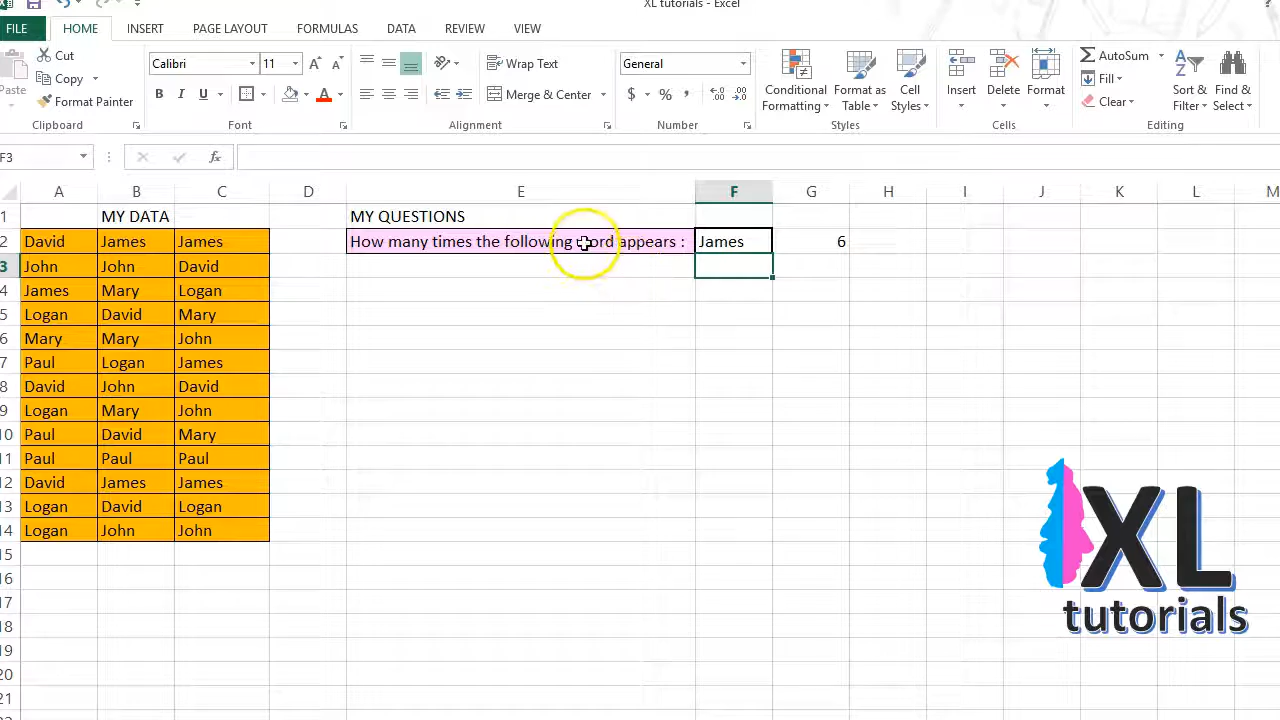 XL tutorials - Excel
FILE HOME INSERT PAGE LAYOUT FORMULAS DATA REVIEW VIEW
Cut
Copy
Format Painter
Paste
Clipboard
Calibri 11
B I U A
Font
Wrap Text
Merge & Center
Alignment
General
$ % ,
Number
Conditional Formatting
Format as Table
Cell Styles
Styles
Insert Delete Format
Cells
AutoSum
Fill
Clear
Sort & Filter
Find & Select
Editing
F3 fx
A B C D E F G H I J K L M
1 MY DATA MY QUESTIONS
2 David James James How many times the following word appears : James 6
3 John John David
4 James Mary Logan
5 Logan David Mary
6 Mary Mary John
7 Paul Logan James
8 David John David
9 Logan Mary John
10 Paul David Mary
11 Paul Paul Paul
12 David James James
13 Logan David Logan
14 Logan John John
15
16
17
18
19
20
21
XL
tutorials